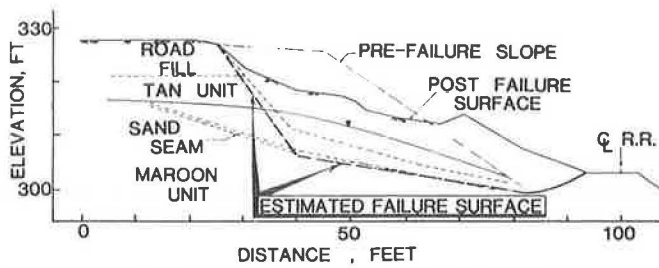 330
ROAD
FILL
PRE-FAILURE SLOPE
TAN UNIT
POST FAILURE
SURFACE
ELEVATION, FT
SAND
SEAM
MAROON
UNIT
℄ R.R.
300
ESTIMATED FAILURE SURFACE
0
50
100
DISTANCE , FEET